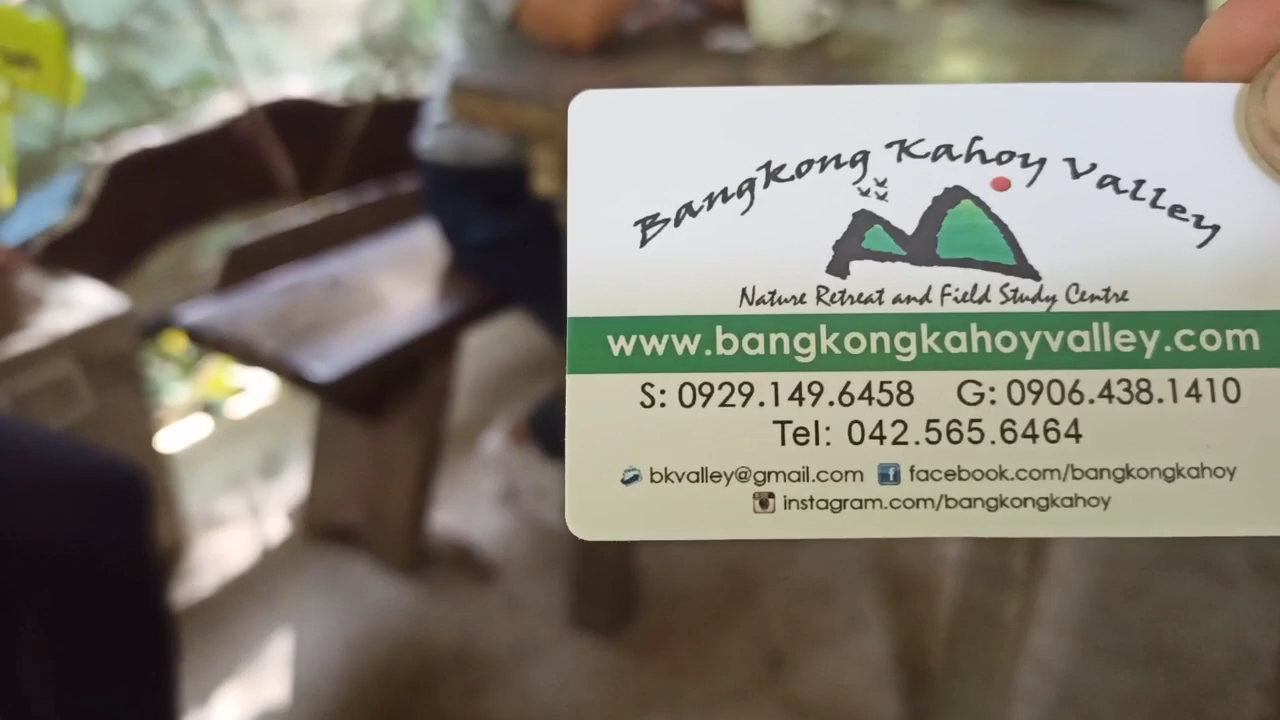 Bangkong Kahoy Valley
Nature Retreat and Field Study Centre
www.bangkongkahoyvalley.com
S: 0929.149.6458 G: 0906.438.1410
Tel: 042.565.6464
bkvalley@gmail.com facebook.com/bangkongkahoy
instagram.com/bangkongkahoy